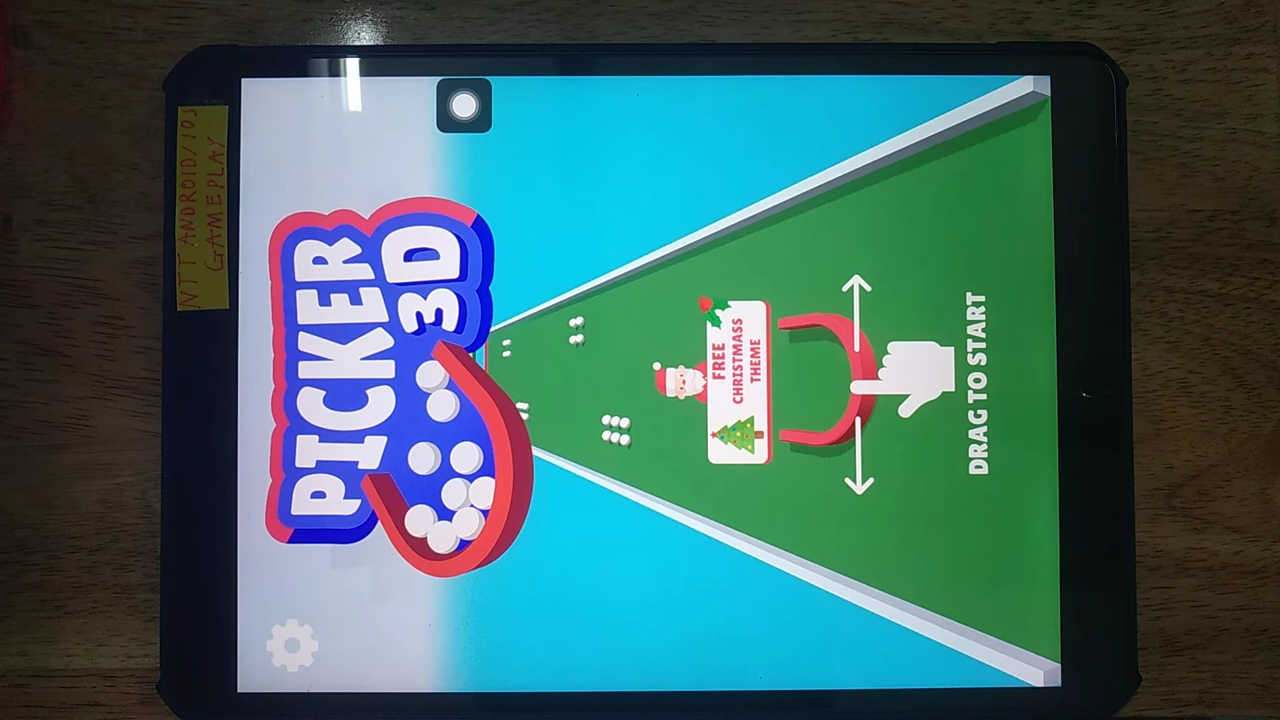 NTT ANDROID/IOS
GAMEPLAY
PICKER
3D
FREE
CHRISTMASS
THEME
DRAG TO START